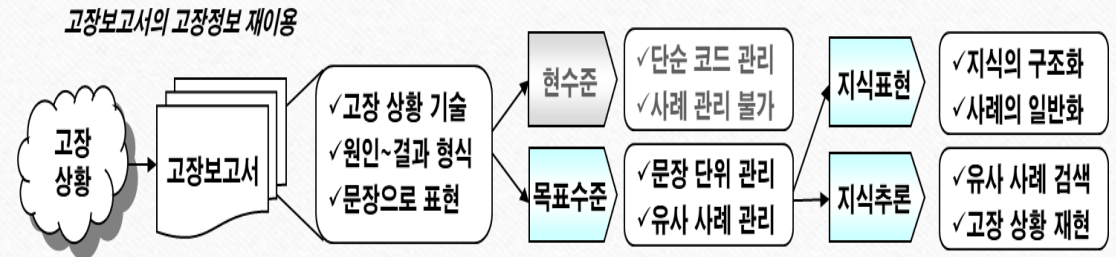 고장보고서의 고장정보 재이용
고장
상황
고장보고서
✓고장 상황 기술
✓원인~결과 형식
✓문장으로 표현
현수준
✓단순 코드 관리
✓사례 관리 불가
목표수준
✓문장 단위 관리
✓유사 사례 관리
지식표현
✓지식의 구조화
✓사례의 일반화
지식추론
✓유사 사례 검색
✓고장 상황 재현